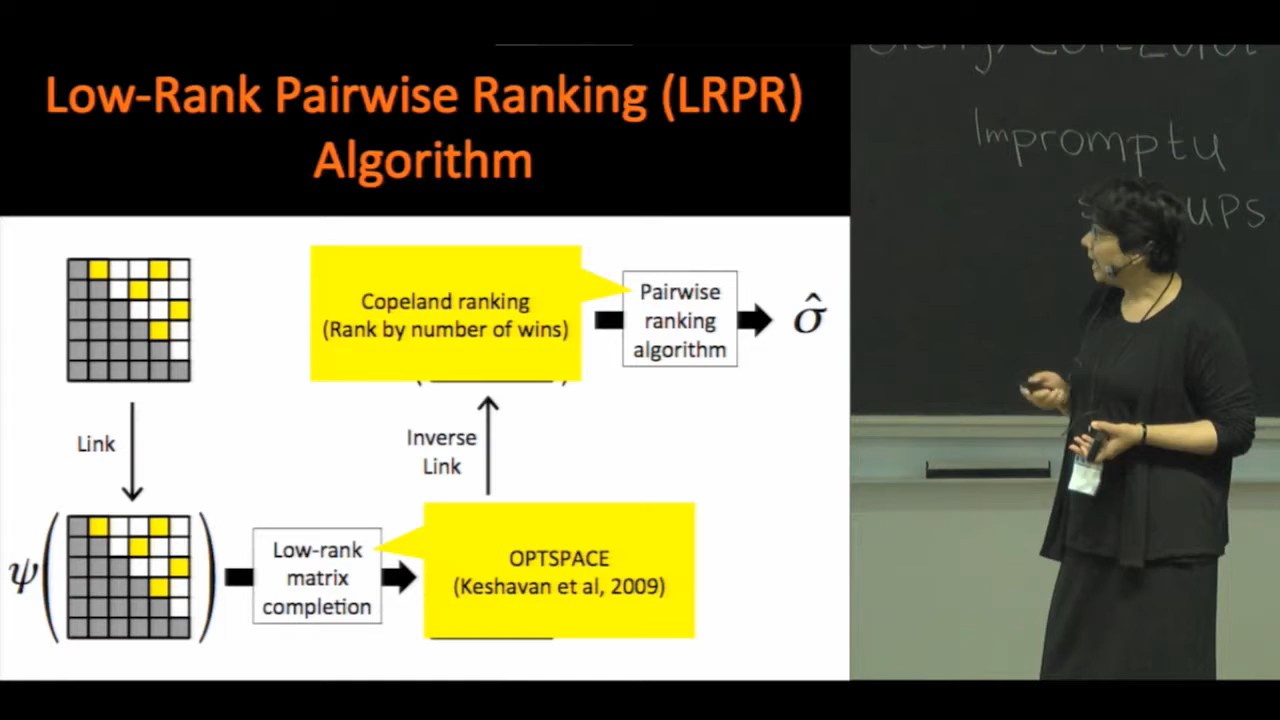 Low-Rank Pairwise Ranking (LRPR)
Algorithm
Copeland ranking
(Rank by number of wins)
Pairwise
ranking
algorithm
σ̂
Link
Inverse
Link
ψ
Low-rank
matrix
completion
OPTSPACE
(Keshavan et al, 2009)
Impromptu